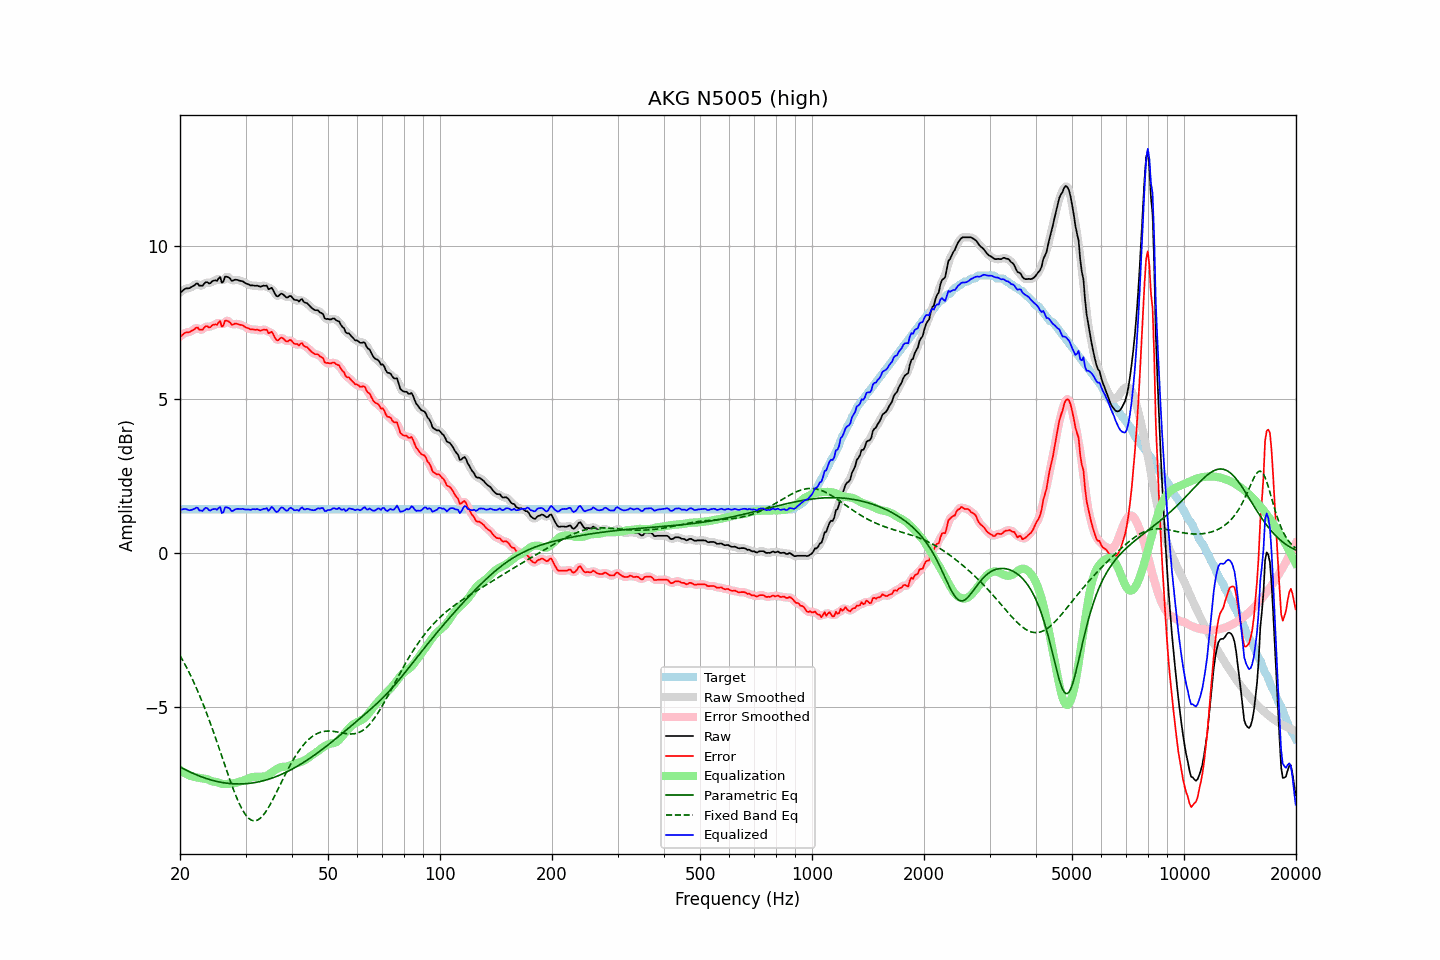 AKG N5005 (high)
Amplitude (dBr)
10
5
0
−5
Target
Raw Smoothed
Error Smoothed
Raw
Error
Equalization
Parametric Eq
Fixed Band Eq
Equalized
20 50 100 200 500 1000 2000 5000 10000 20000
Frequency (Hz)